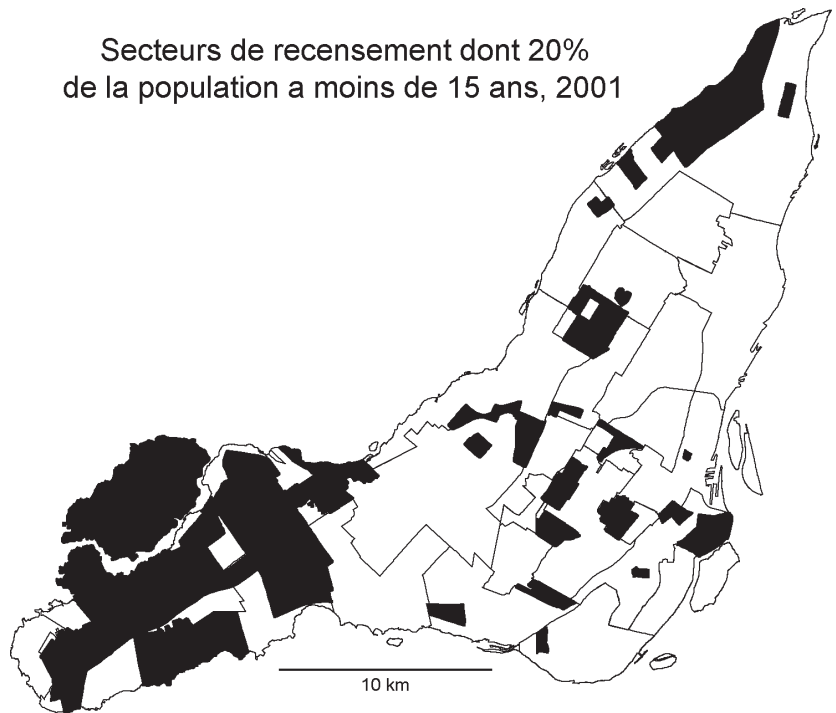 Secteurs de recensement dont 20%
de la population a moins de 15 ans, 2001
10 km